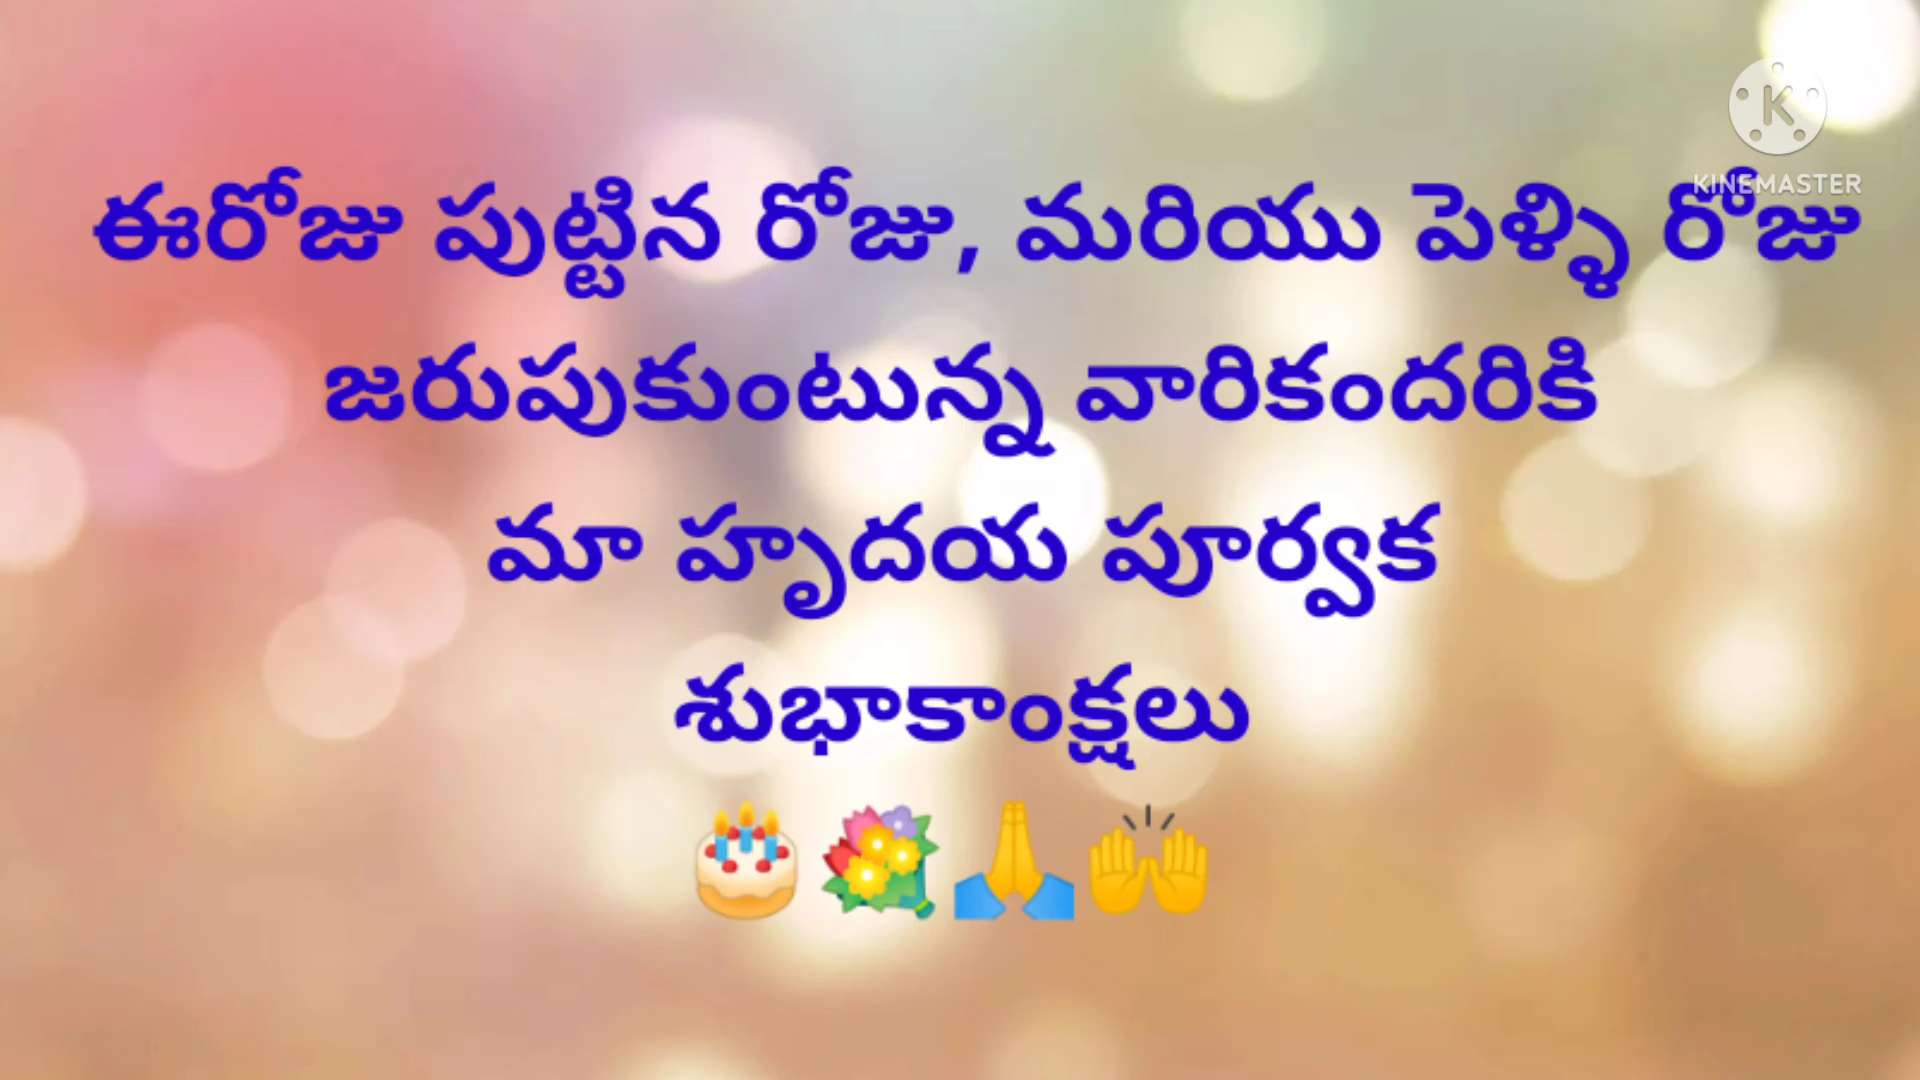 KINEMASTER
ఈరోజు పుట్టిన రోజు, మరియు పెళ్ళి రోజు
జరుపుకుంటున్న వారికందరికి
మా హృదయ పూర్వక
శుభాకాంక్షలు
🎂💐🙏🙌